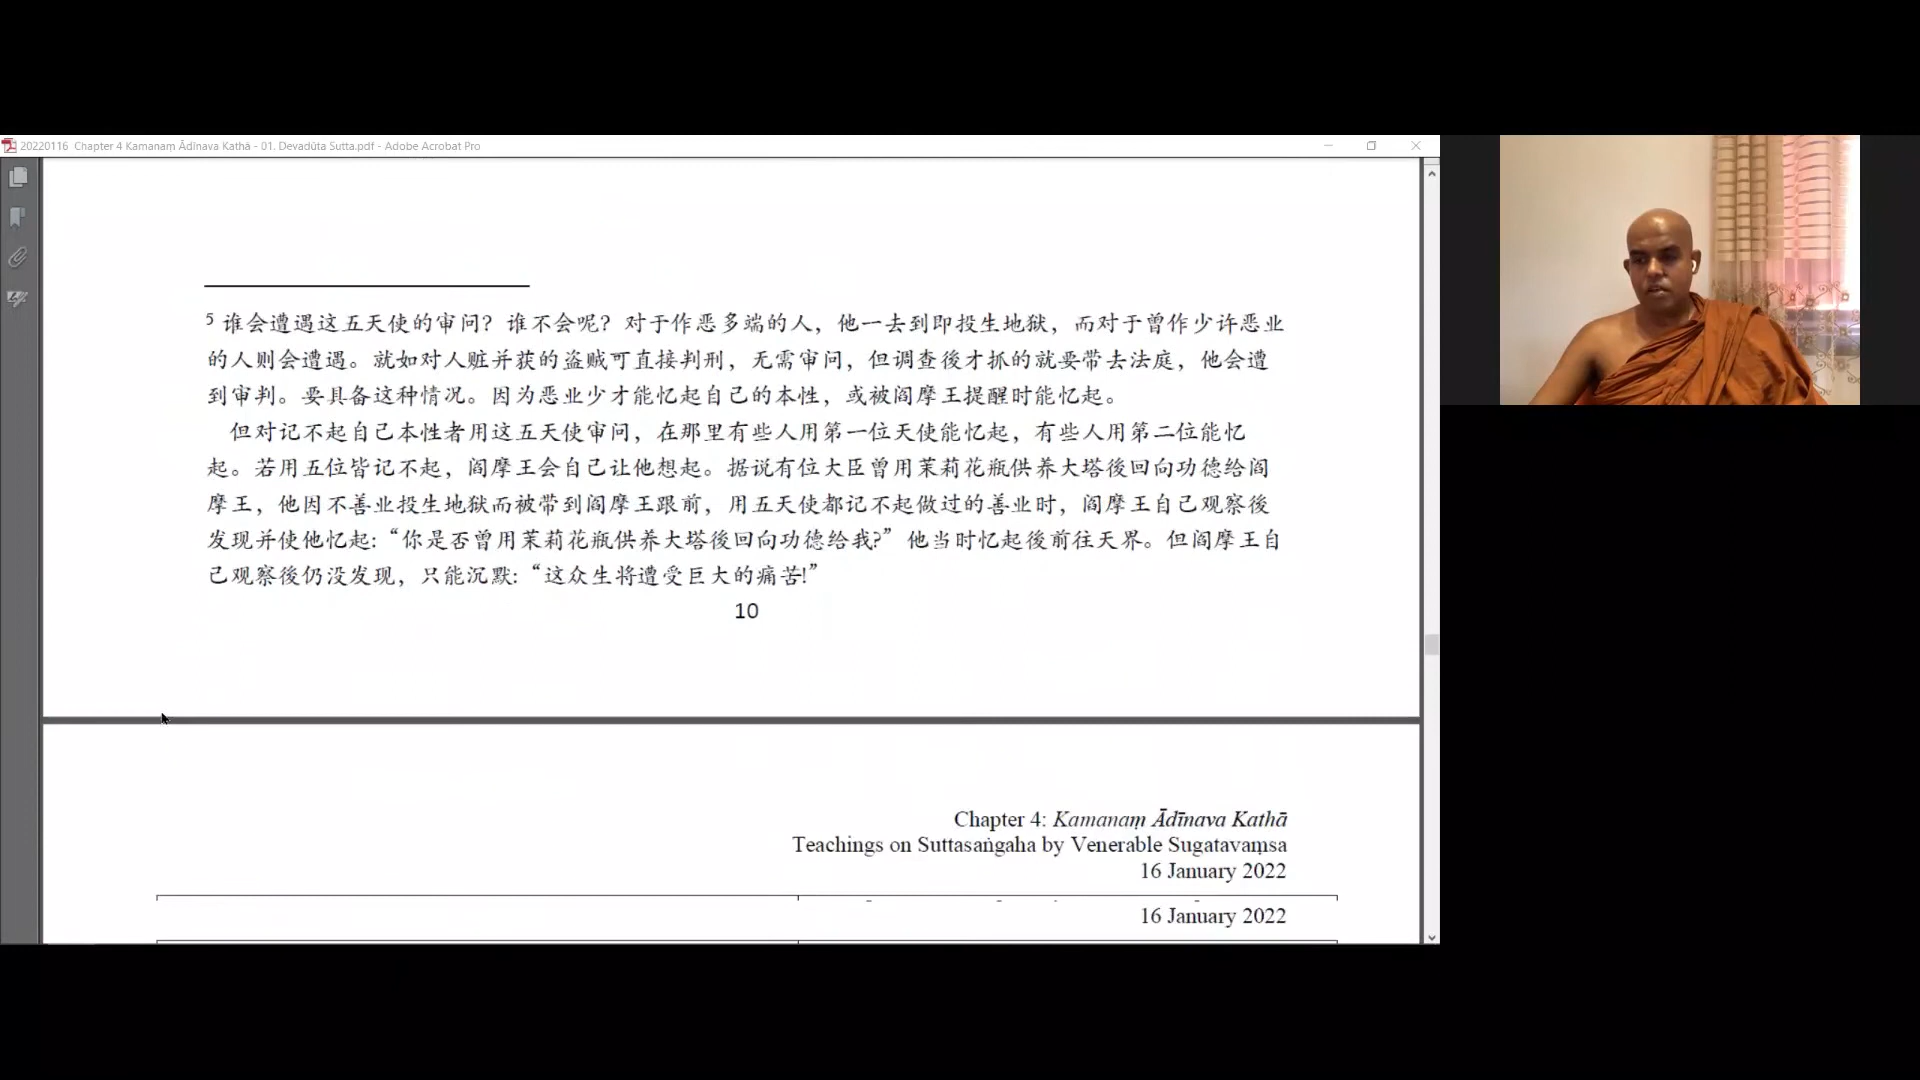 20220116 Chapter 4 Kamanaṃ Ādīnava Kathā - 01. Devadūta Sutta.pdf - Adobe Acrobat Pro
5 谁会遭遇这五天使的审问？谁不会呢？对于作恶多端的人，他一去到即投生地狱，而对于曾作少许恶业
的人则会遭遇。就如对人赃并获的盗贼可直接判刑，无需审问，但调查後才抓的就要带去法庭，他会遭
到审判。要具备这种情况。因为恶业少才能忆起自己的本性，或被阎摩王提醒时能忆起。
但对记不起自己本性者用这五天使审问，在那里有些人用第一位天使能忆起，有些人用第二位能忆
起。若用五位皆记不起，阎摩王会自己让他想起。据说有位大臣曾用茉莉花瓶供养大塔後回向功德给阎
摩王，他因不善业投生地狱而被带到阎摩王跟前，用五天使都记不起做过的善业时，阎摩王自己观察後
发现并使他忆起：“你是否曾用茉莉花瓶供养大塔後回向功德给我?” 他当时忆起後前往天界。但阎摩王自
己观察後仍没发现，只能沉默：“这众生将遭受巨大的痛苦!”
10
Chapter 4: Kamanaṃ Ādīnava Kathā
Teachings on Suttasaṅgaha by Venerable Sugatavaṃsa
16 January 2022
16 January 2022